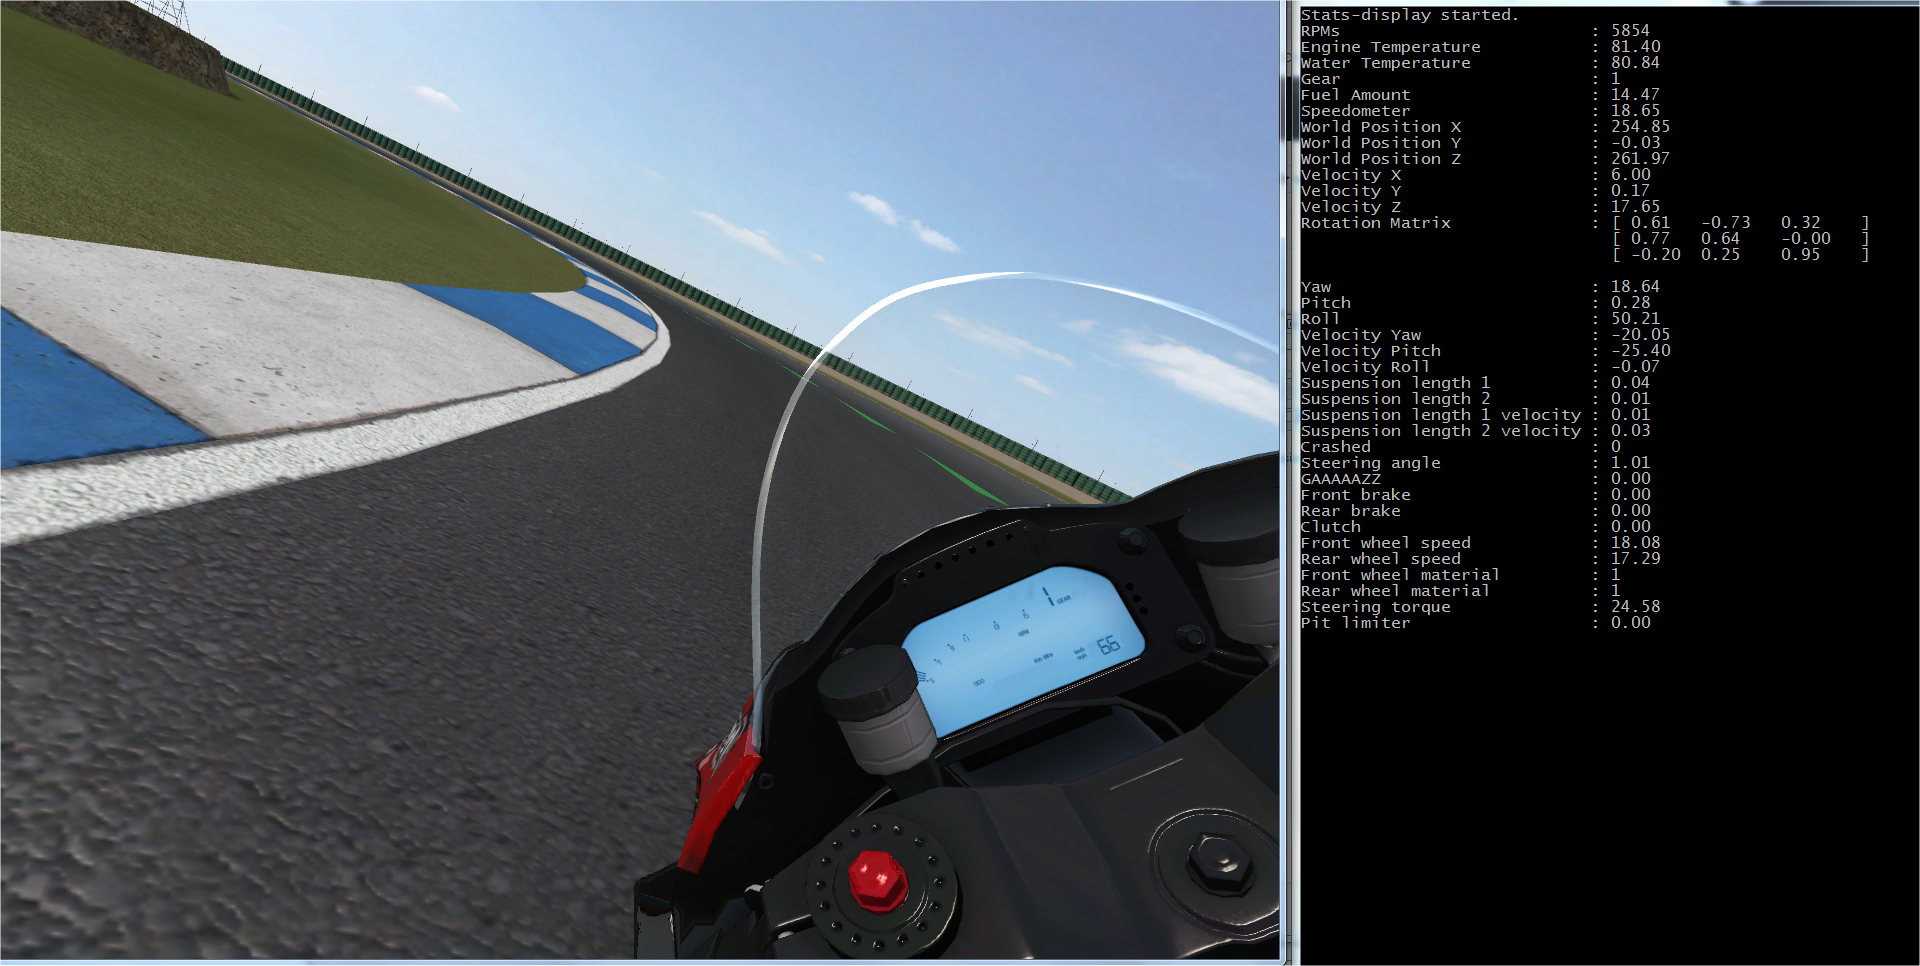 Stats-display started.
RPMs : 5854
Engine Temperature : 81.40
Water Temperature : 80.84
Gear : 1
Fuel Amount : 14.47
Speedometer : 18.65
World Position X : 254.85
World Position Y : -0.03
World Position Z : 261.97
Velocity X : 6.00
Velocity Y : 0.17
Velocity Z : 17.65
Rotation Matrix : [ 0.61 -0.73 0.32 ]
[ 0.77 0.64 -0.00 ]
[ -0.20 0.25 0.95 ]
Yaw : 18.64
Pitch : 0.28
Roll : 50.21
Velocity Yaw : -20.05
Velocity Pitch : -25.40
Velocity Roll : -0.07
Suspension length 1 : 0.04
Suspension length 2 : 0.01
Suspension length 1 velocity : 0.01
Suspension length 2 velocity : 0.03
Crashed : 0
Steering angle : 1.01
GAAAAAZZ : 0.00
Front brake : 0.00
Rear brake : 0.00
Clutch : 0.00
Front wheel speed : 18.08
Rear wheel speed : 17.29
Front wheel material : 1
Rear wheel material : 1
Steering torque : 24.58
Pit limiter : 0.00
1 GEAR
RPM
66
ODO